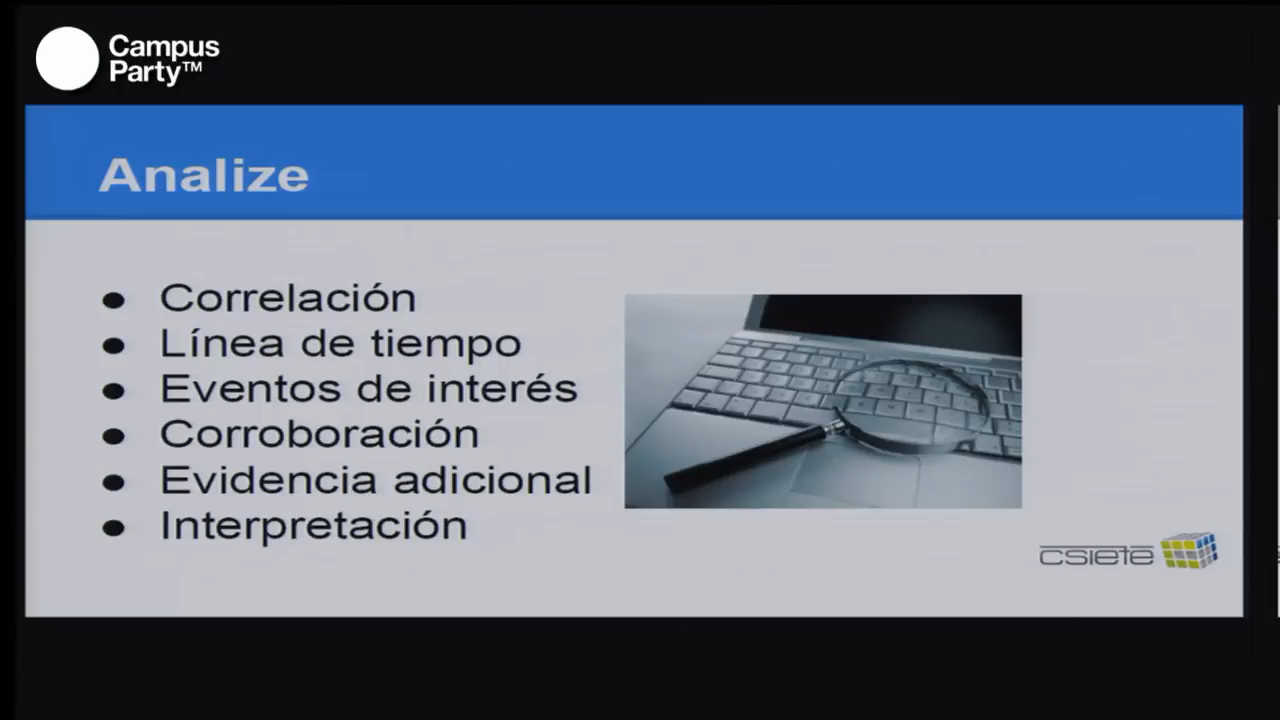 Campus
Party™
Analize
● Correlación
● Línea de tiempo
● Eventos de interés
● Corroboración
● Evidencia adicional
● Interpretación
csiete